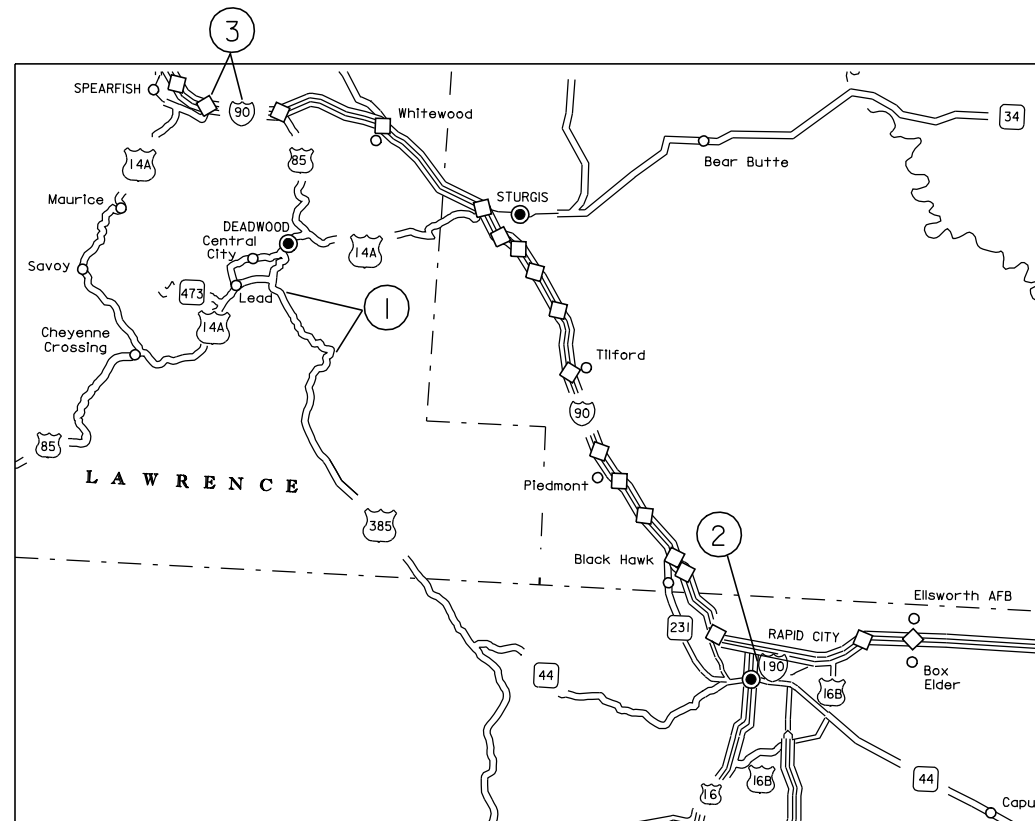 3
SPEARFISH
90
Whitewood
34
14A
85
Bear Butte
Maurice
STURGIS
DEADWOOD
Central
City
14A
Savoy
473
Lead
1
14A
Cheyenne
Crossing
Tilford
90
85
LAWRENCE
Piedmont
385
2
Black Hawk
Ellsworth AFB
231
RAPID CITY
190
44
Box
Elder
16B
16B
44
16
Capu